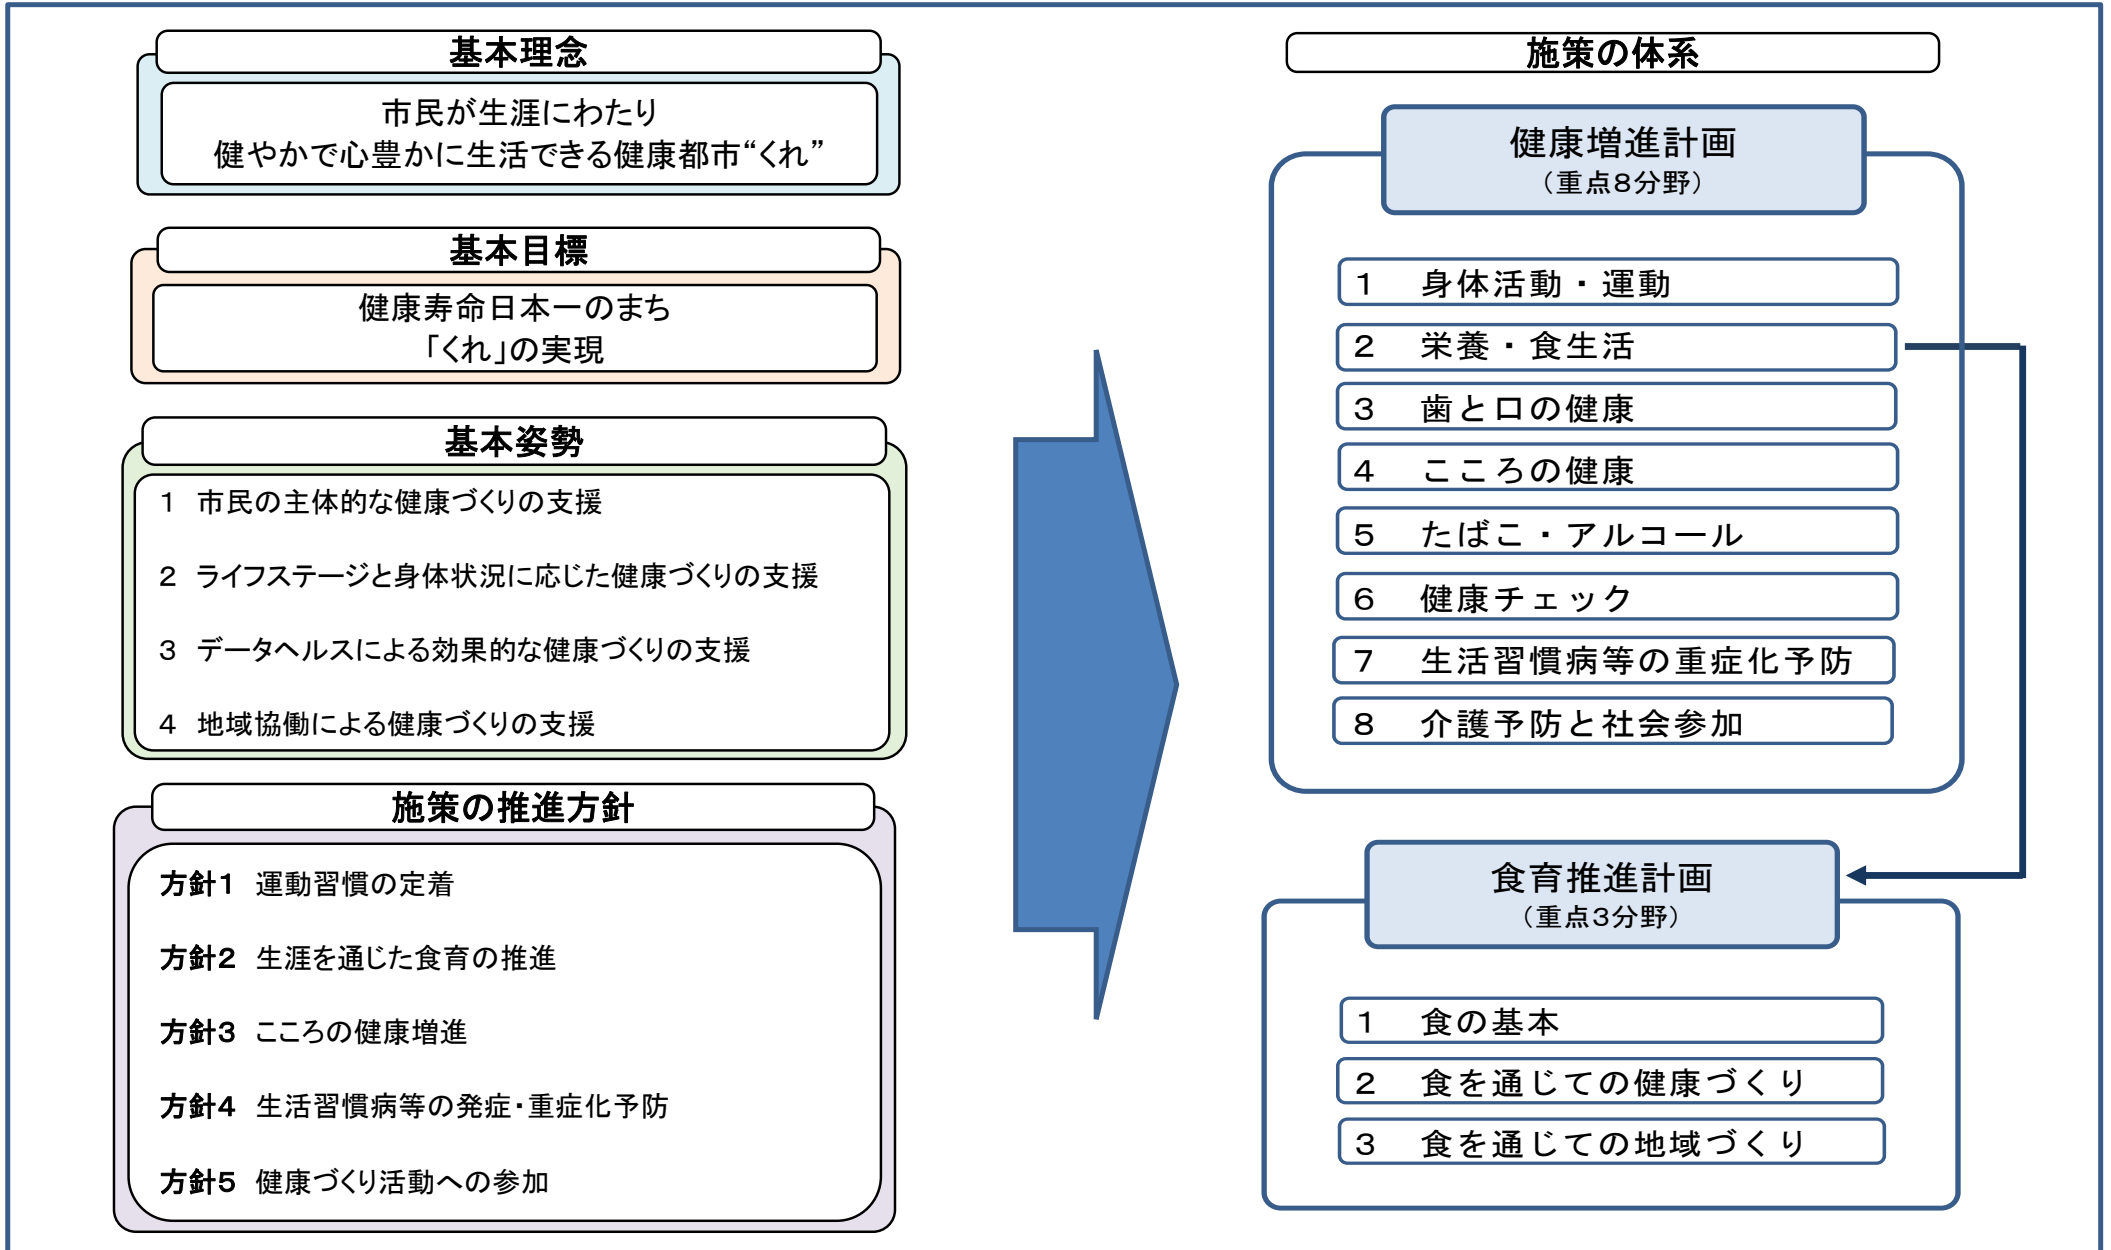 基本理念
市民が生涯にわたり
健やかで心豊かに生活できる健康都市“くれ”
基本目標
健康寿命日本一のまち
「くれ」の実現
基本姿勢
1 市民の主体的な健康づくりの支援
2 ライフステージと身体状況に応じた健康づくりの支援
3 データヘルスによる効果的な健康づくりの支援
4 地域協働による健康づくりの支援
施策の推進方針
方針1 運動習慣の定着
方針2 生涯を通じた食育の推進
方針3 こころの健康増進
方針4 生活習慣病等の発症・重症化予防
方針5 健康づくり活動への参加
施策の体系
健康増進計画
（重点8分野）
1 身体活動・運動
2 栄養・食生活
3 歯と口の健康
4 こころの健康
5 たばこ・アルコール
6 健康チェック
7 生活習慣病等の重症化予防
8 介護予防と社会参加
食育推進計画
（重点3分野）
1 食の基本
2 食を通じての健康づくり
3 食を通じての地域づくり